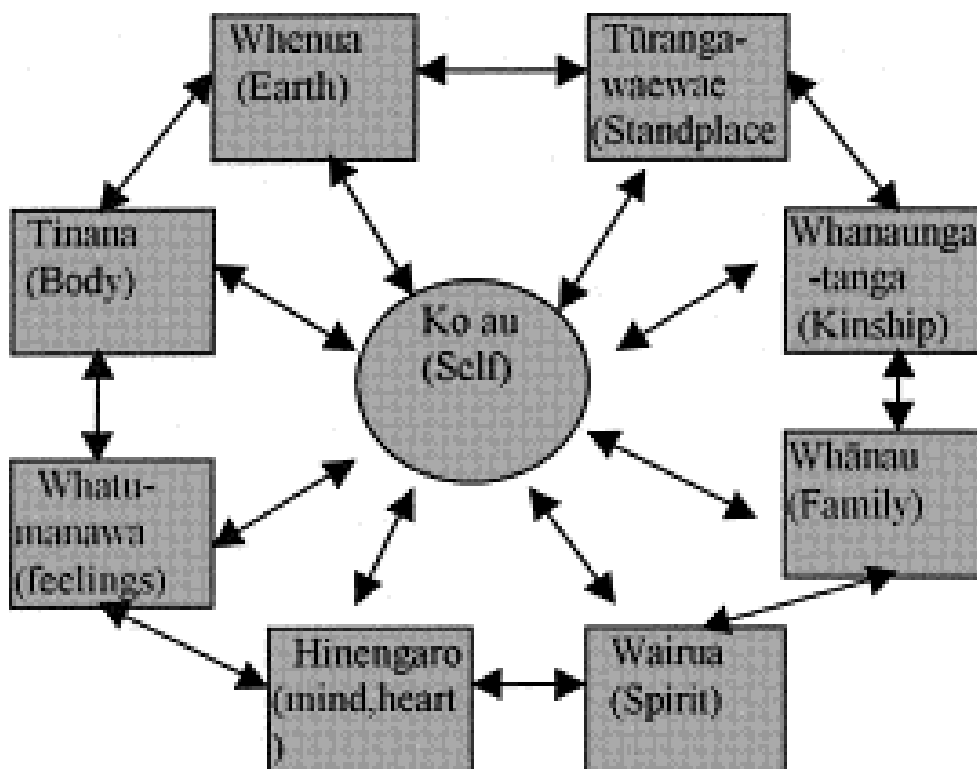 Whenua
(Earth)
Tūranga-
waewae
(Standplace
Tinana
(Body)
Whanaunga
-tanga
(Kinship)
Ko au
(Self)
Whatu-
manawa
(feelings)
Whānau
(Family)
Hinengaro
(mind,heart
)
Wairua
(Spirit)